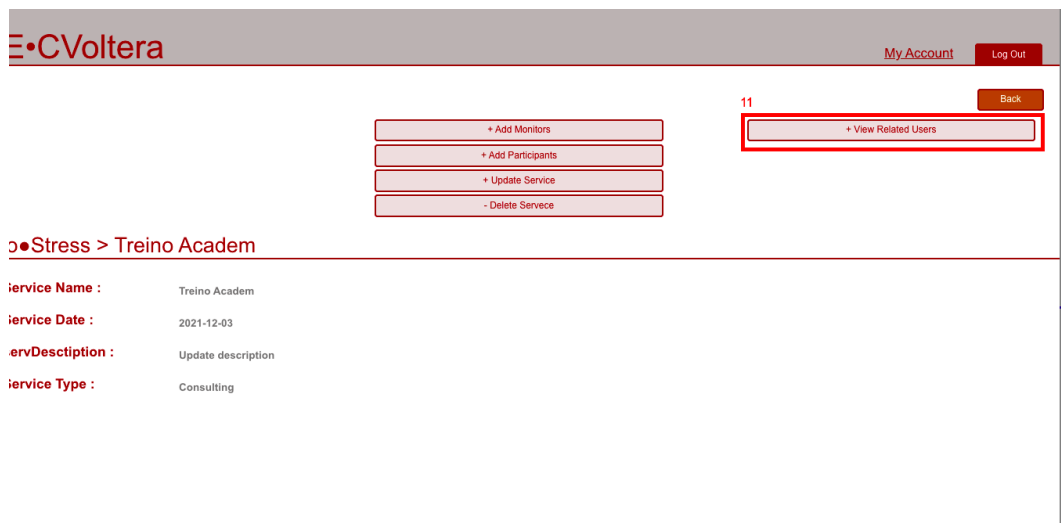 E•CVoltera
My Account
Log Out
Back
11
+ View Related Users
+ Add Monitors
+ Add Participants
+ Update Service
- Delete Servece
o●Stress > Treino Academ
Service Name :
Treino Academ
Service Date :
2021-12-03
ervDesctiption :
Update description
Service Type :
Consulting